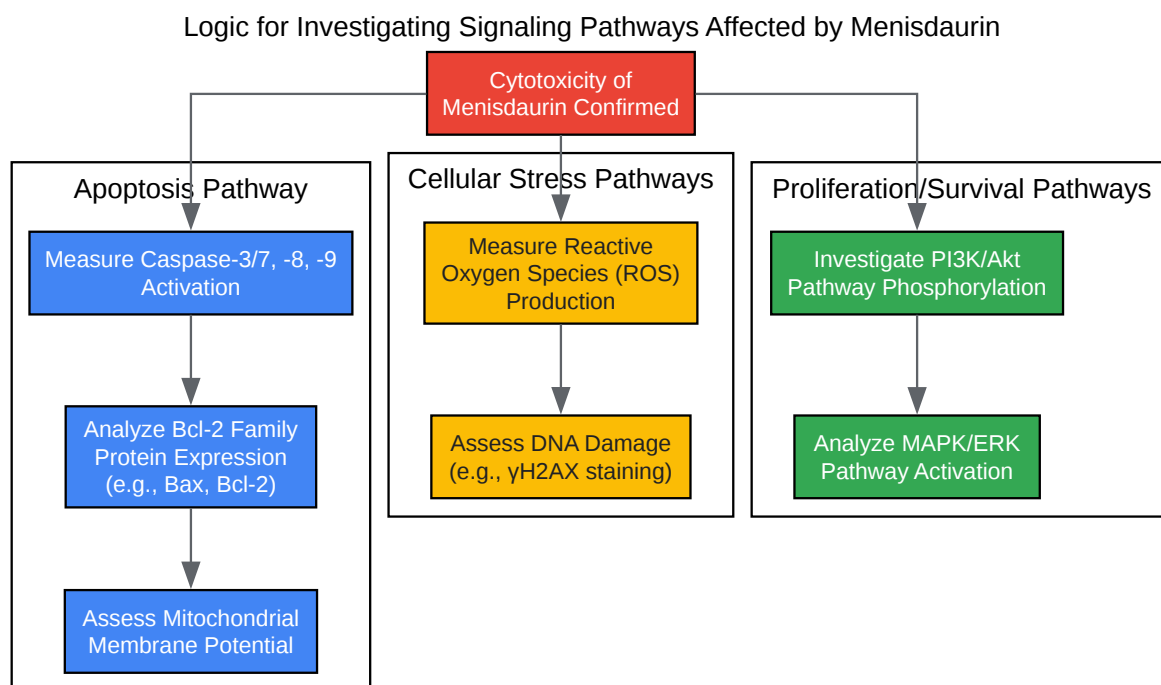 Logic for Investigating Signaling Pathways Affected by Menisdaurin
Cytotoxicity of
Menisdaurin Confirmed
Apoptosis Pathway
Measure Caspase-3/7, -8, -9
Activation
Analyze Bcl-2 Family
Protein Expression
(e.g., Bax, Bcl-2)
Assess Mitochondrial
Membrane Potential
Cellular Stress Pathways
Measure Reactive
Oxygen Species (ROS)
Production
Assess DNA Damage
(e.g., γH2AX staining)
Proliferation/Survival Pathways
Investigate PI3K/Akt
Pathway Phosphorylation
Analyze MAPK/ERK
Pathway Activation